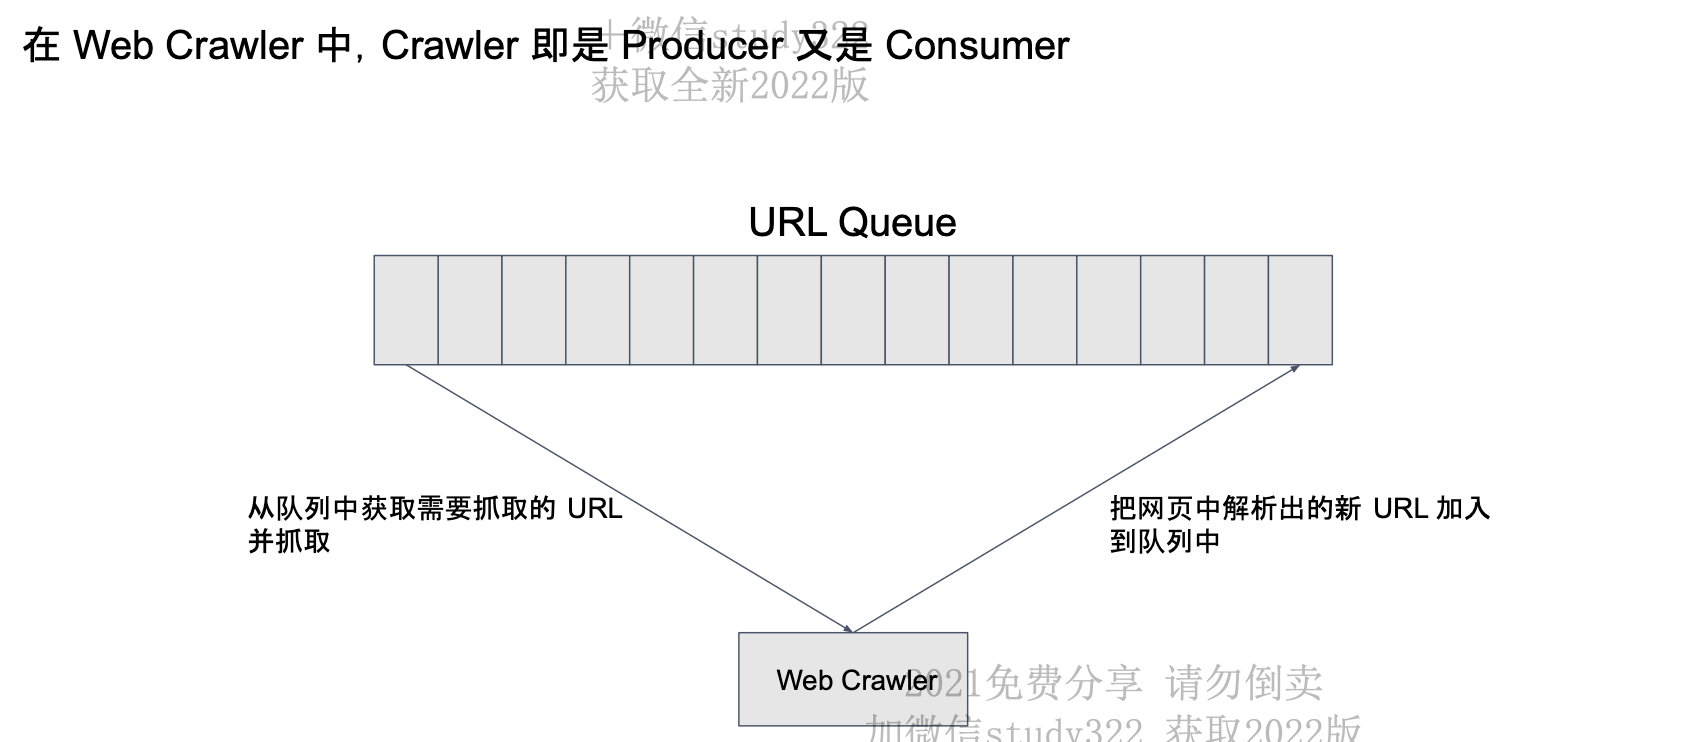 在 Web Crawler 中, Crawler 即是 Producer 又是 Consumer
十微信study322
获取全新2022版
URL Queue
从队列中获取需要抓取的 URL
并抓取
把网页中解析出的新 URL 加入
到队列中
Web Crawler
2021免费分享 请勿倒卖
加微信study322 获取2022版